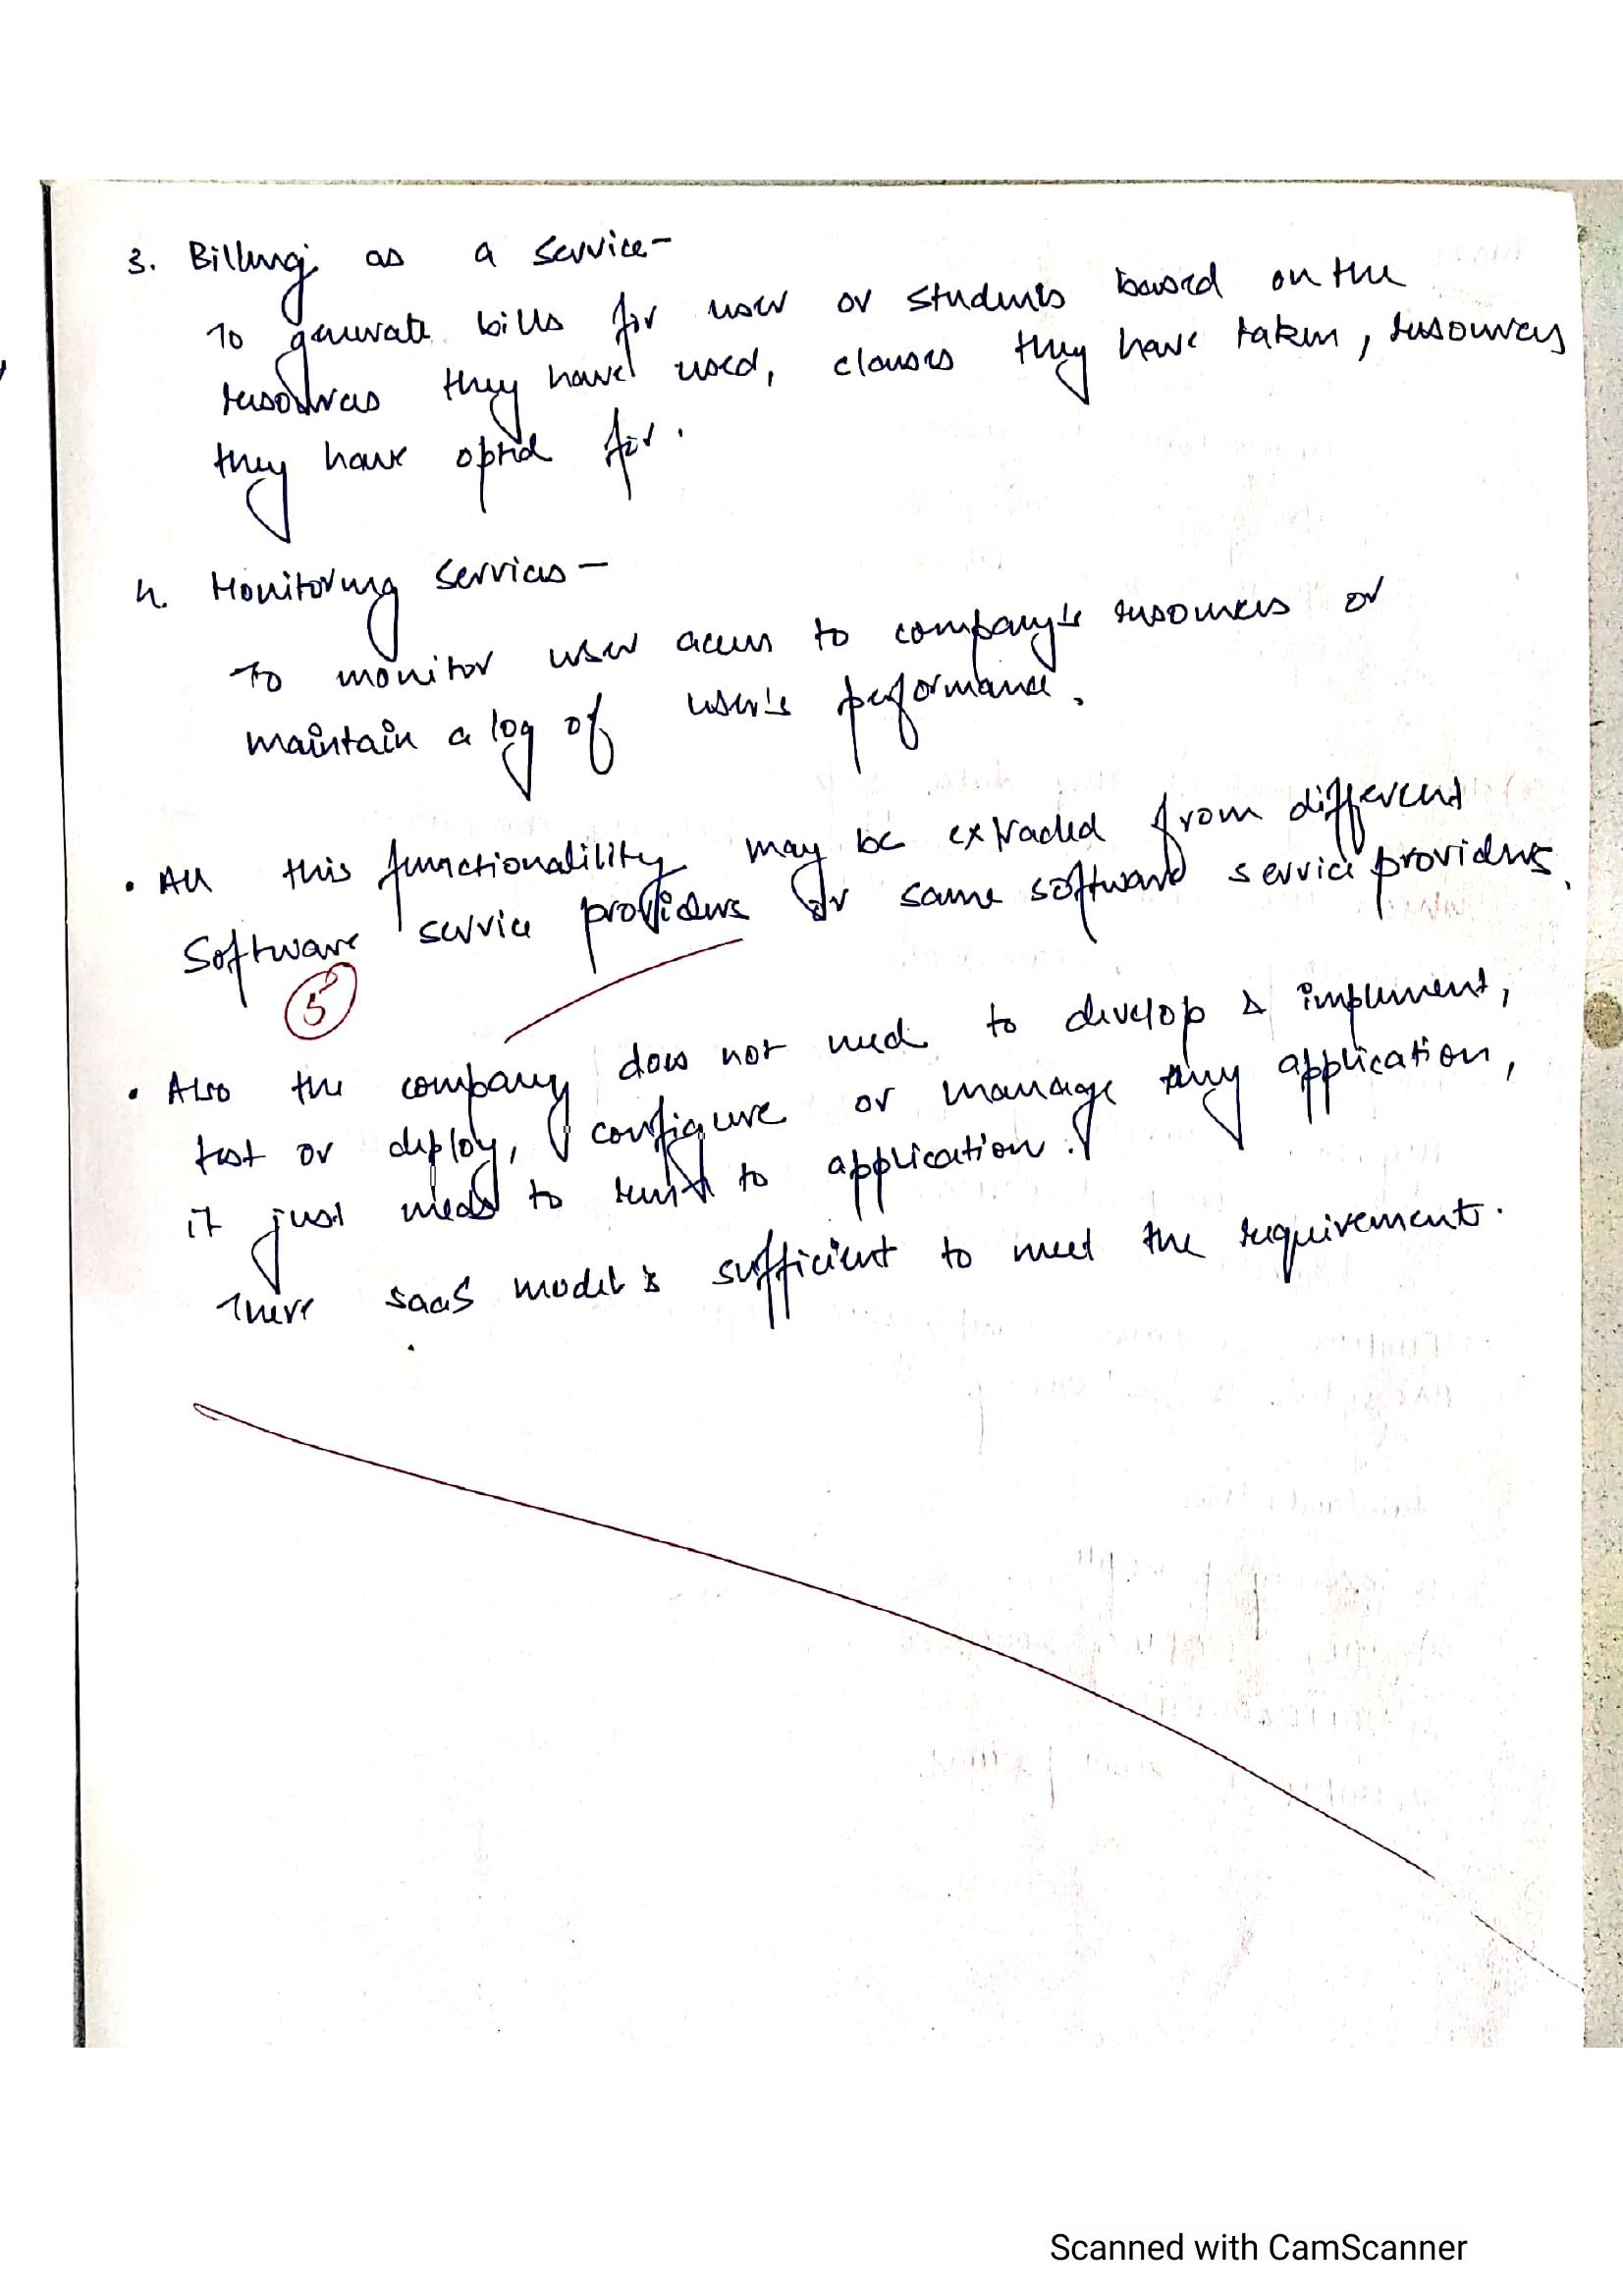 3. Billing as a service-
To generate bills for user or students based on the
resources they have used, classes they have taken, resources
they have opted for.
4. Monitoring services-
To monitor user access to company's resources or
maintain a log of user's performance.
• All this functionalility may be extracted from different
Software service providers or same software service providers.
5
• Also the company does not need to develop & implement,
test or deploy, configure or manage any application,
it just needs to to application.
There SaaS model is sufficient to meet the requirements.
Scanned with CamScanner